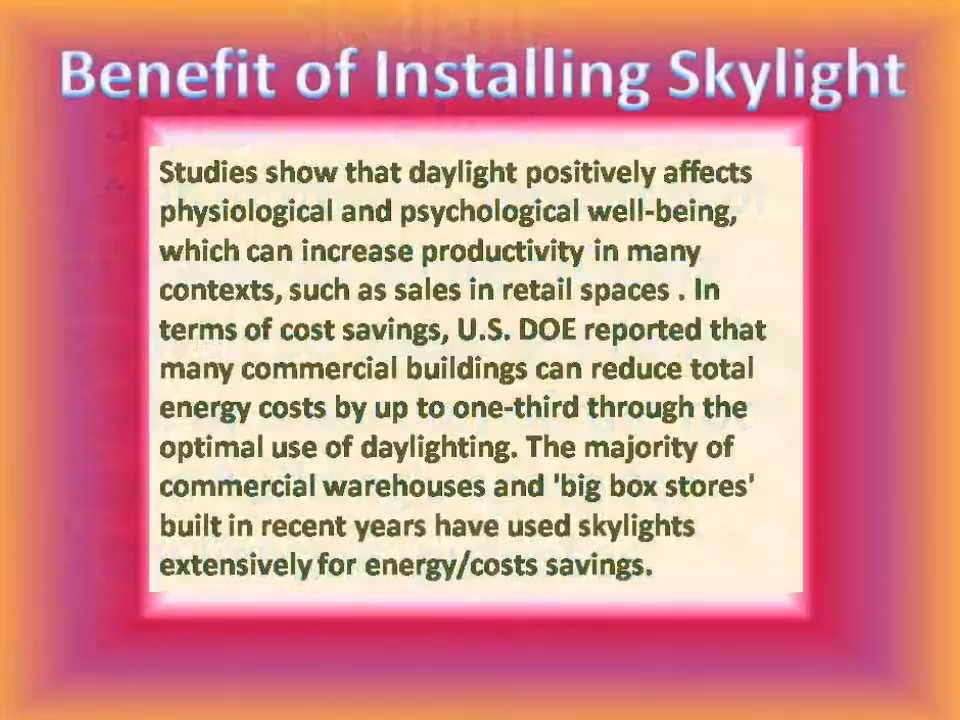 Benefit of Installing Skylight
Studies show that daylight positively affects
physiological and psychological well-being,
which can increase productivity in many
contexts, such as sales in retail spaces . In
terms of cost savings, U.S. DOE reported that
many commercial buildings can reduce total
energy costs by up to one-third through the
optimal use of daylighting. The majority of
commercial warehouses and 'big box stores'
built in recent years have used skylights
extensively for energy/costs savings.